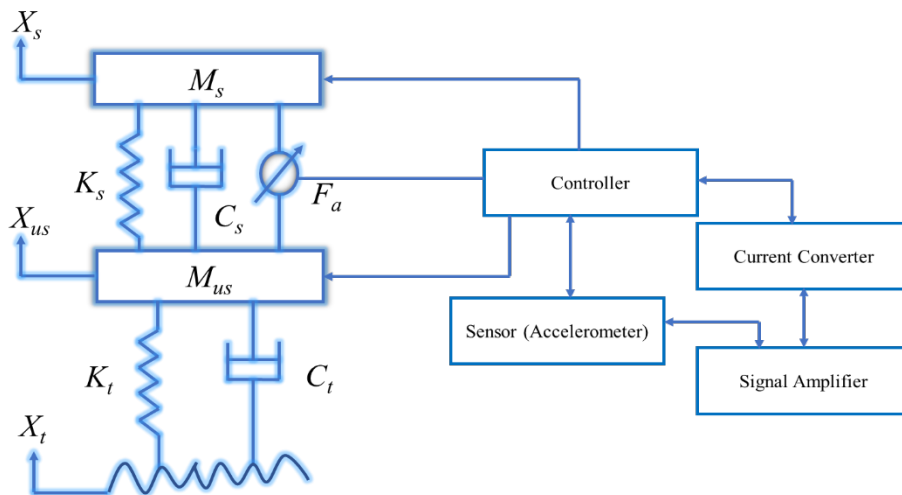 X_s
M_s
K_s
C_s
F_a
Controller
X_us
M_us
Current Converter
Sensor (Accelerometer)
K_t
C_t
Signal Amplifier
X_t